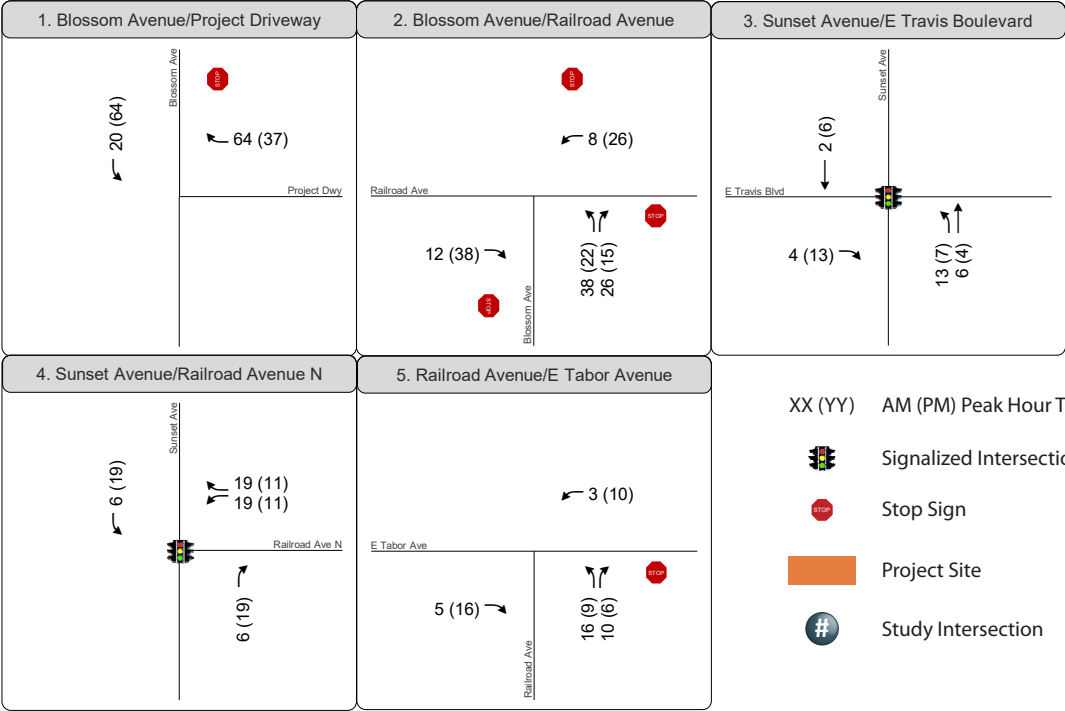 1. Blossom Avenue/Project Driveway
Blossom Ave
STOP
20 (64)
64 (37)
Project Dwy
2. Blossom Avenue/Railroad Avenue
STOP
8 (26)
Railroad Ave
STOP
12 (38)
38 (22)
26 (15)
STOP
Blossom Ave
3. Sunset Avenue/E Travis Boulevard
Sunset Ave
2 (6)
E Travis Blvd
4 (13)
13 (7)
6 (4)
4. Sunset Avenue/Railroad Avenue N
Sunset Ave
6 (19)
19 (11)
19 (11)
Railroad Ave N
6 (19)
5. Railroad Avenue/E Tabor Avenue
3 (10)
E Tabor Ave
STOP
5 (16)
16 (9)
10 (6)
Railroad Ave
XX (YY) AM (PM) Peak Hour T
Signalized Intersectio
STOP Stop Sign
Project Site
# Study Intersection